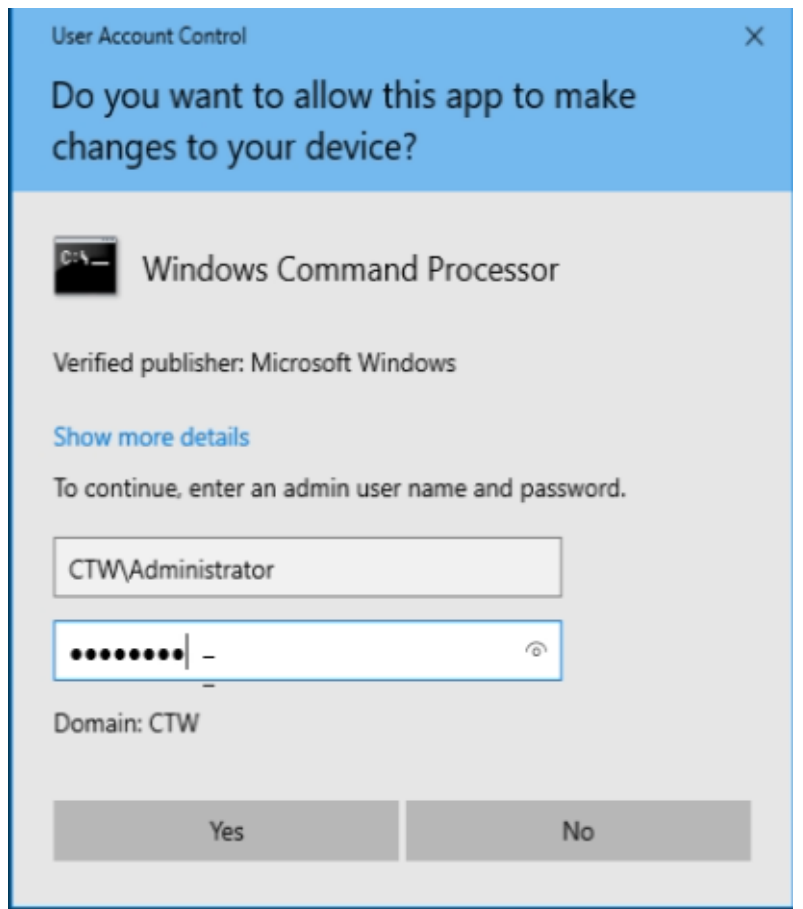 User Account Control
Do you want to allow this app to make
changes to your device?
C:\_
Windows Command Processor
Verified publisher: Microsoft Windows
Show more details
To continue, enter an admin user name and password.
CTW\Administrator
••••••••
Domain: CTW
Yes
No